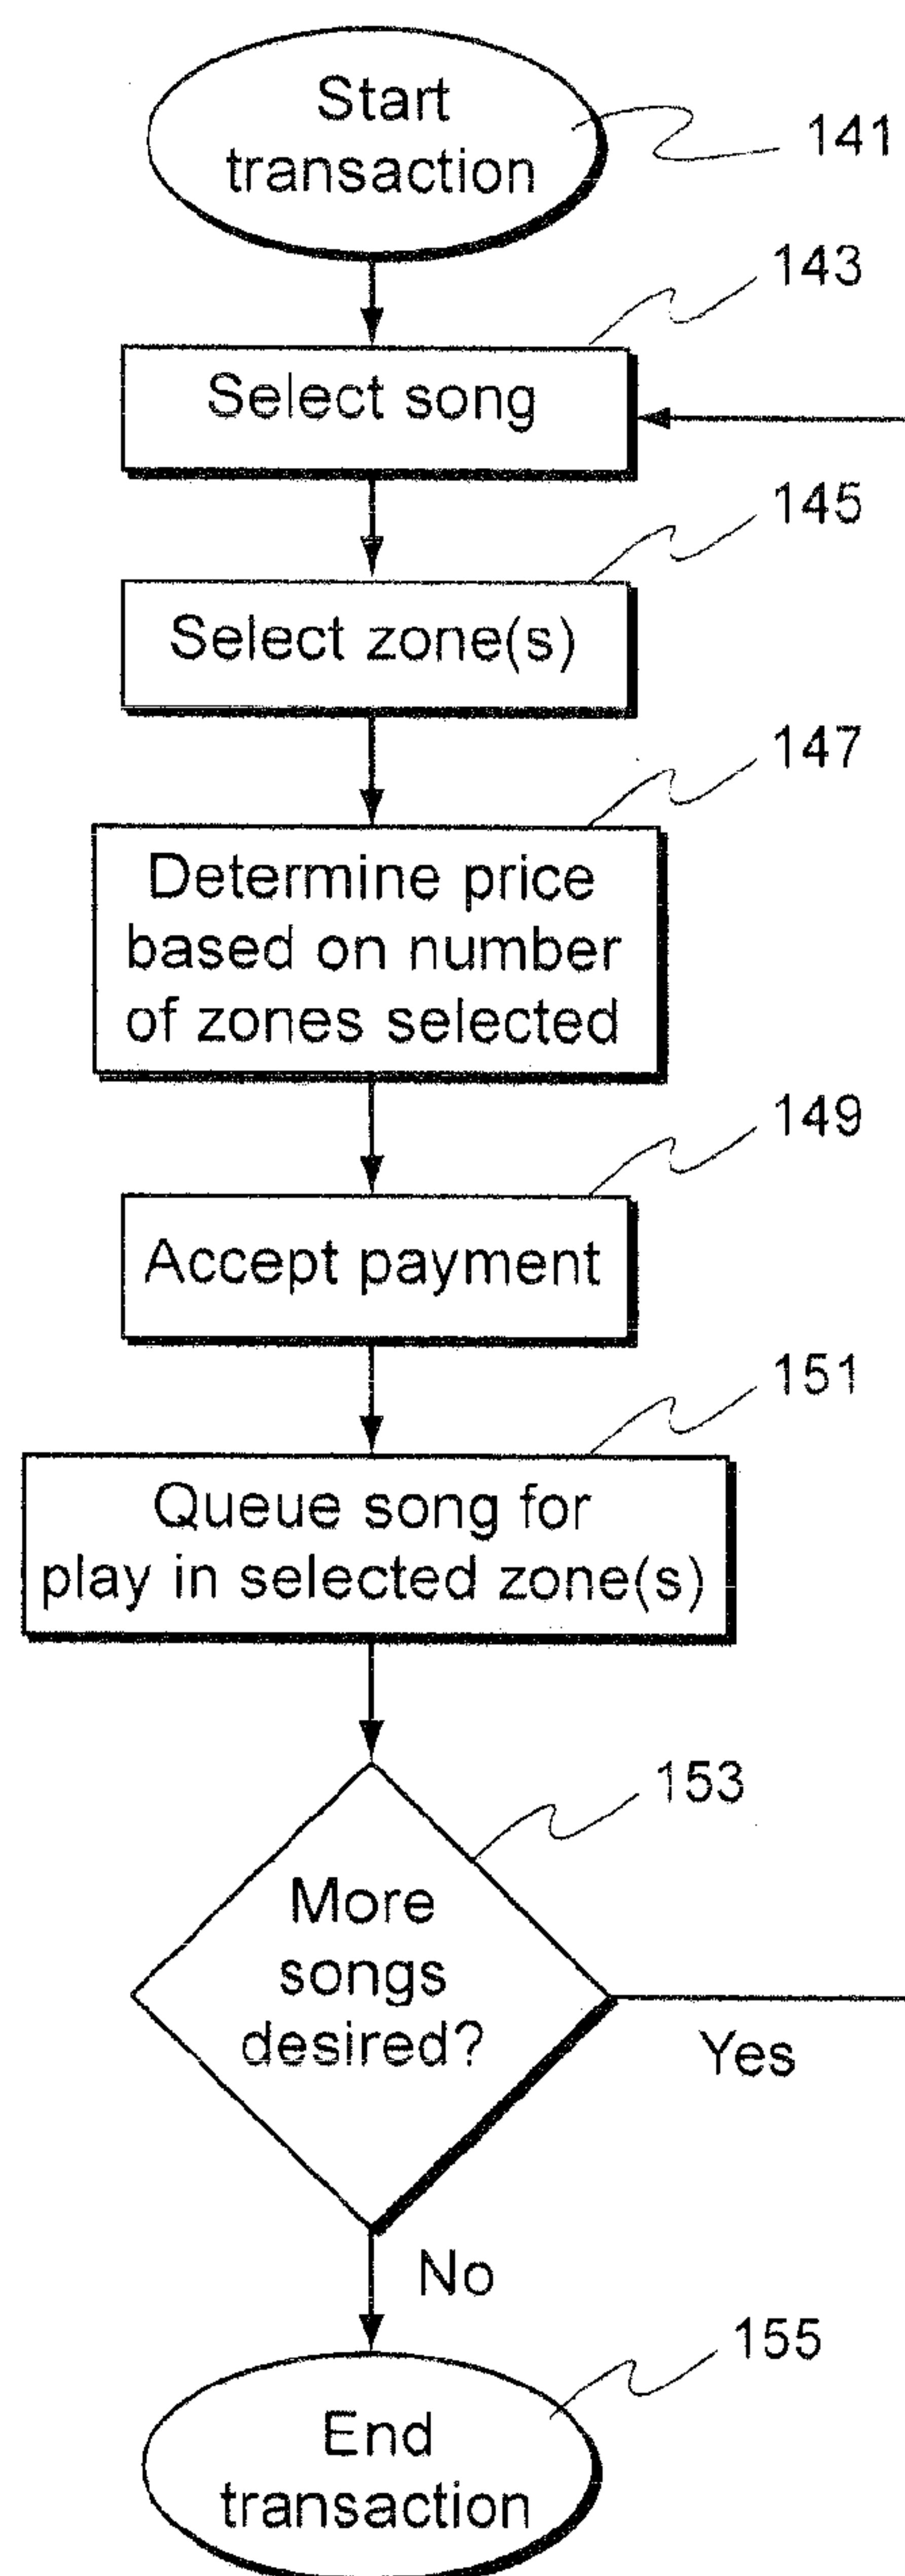 Start
transaction
141
143
Select song
145
Select zone(s)
147
Determine price
based on number
of zones selected
149
Accept payment
151
Queue song for
play in selected zone(s)
153
More
songs
desired?
Yes
No
155
End
transaction